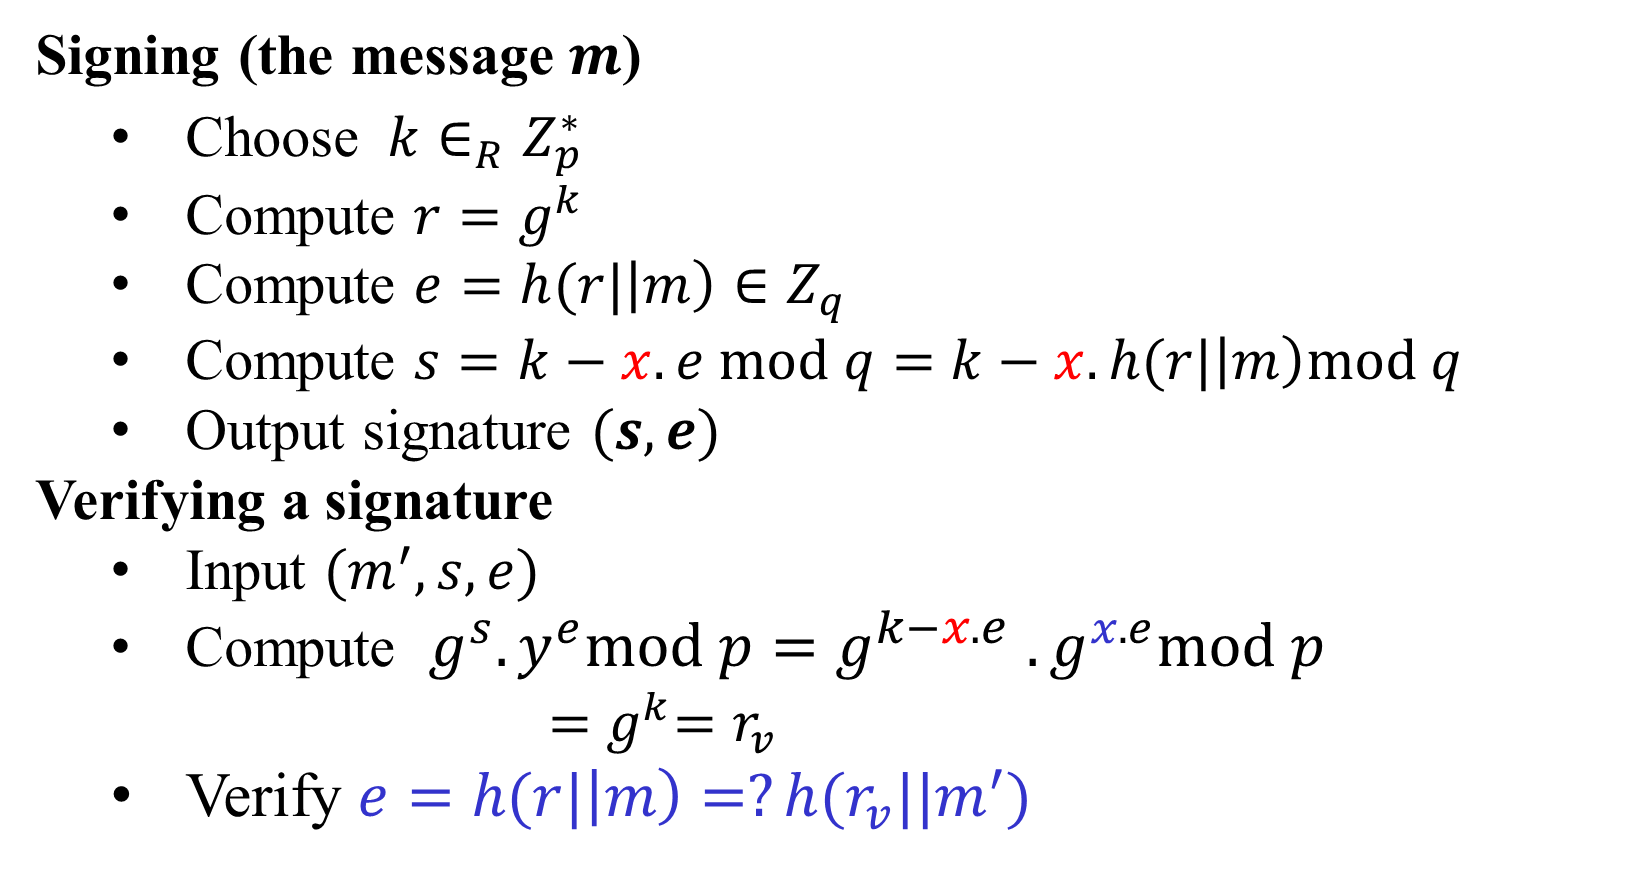 Signing (the message m)
• Choose k ∈_R Z_p^*
• Compute r = g^k
• Compute e = h(r||m) ∈ Z_q
• Compute s = k − x. e mod q = k − x. h(r||m)mod q
• Output signature (s, e)
Verifying a signature
• Input (m′, s, e)
• Compute g^s. y^e mod p = g^{k−x.e} . g^{x.e} mod p
= g^k = r_v
• Verify e = h(r||m) =? h(r_v||m′)